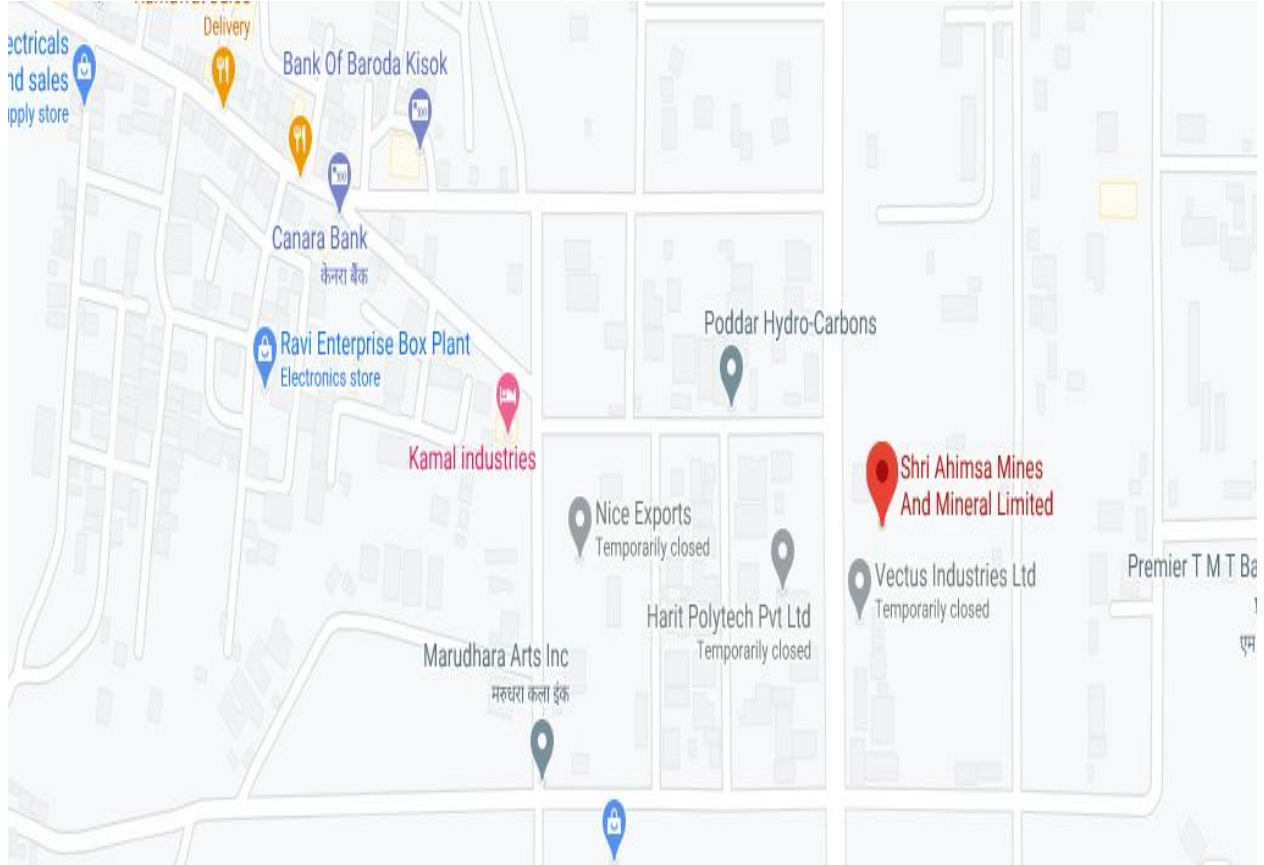 Delivery
ectricals
nd sales
pply store
Bank Of Baroda Kisok
Canara Bank
केनरा बैंक
Poddar Hydro-Carbons
Ravi Enterprise Box Plant
Electronics store
Kamal industries
Shri Ahimsa Mines
And Mineral Limited
Nice Exports
Temporarily closed
Vectus Industries Ltd
Temporarily closed
Premier T M T Ba
एम
Harit Polytech Pvt Ltd
Temporarily closed
Marudhara Arts Inc
मरुधरा कला इंक